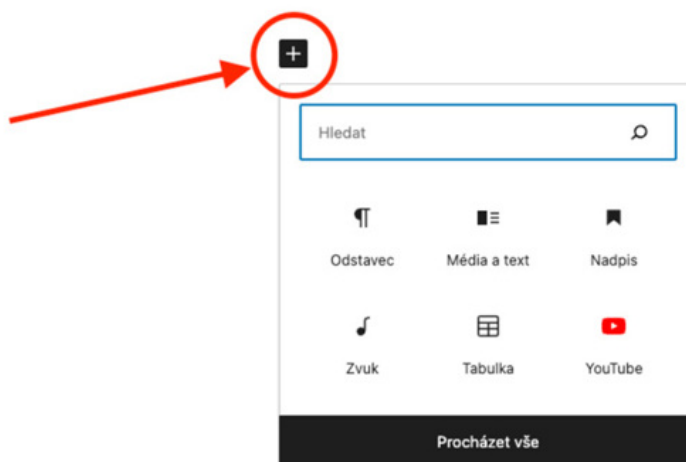 Hledat
Odstavec
Média a text
Nadpis
Zvuk
Tabulka
YouTube
Procházet vše